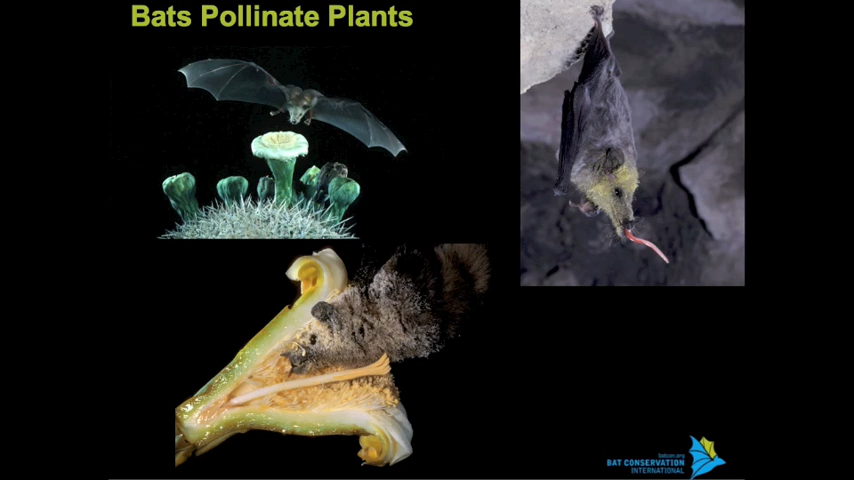 Bats Pollinate Plants
batcon.org
BAT CONSERVATION
INTERNATIONAL